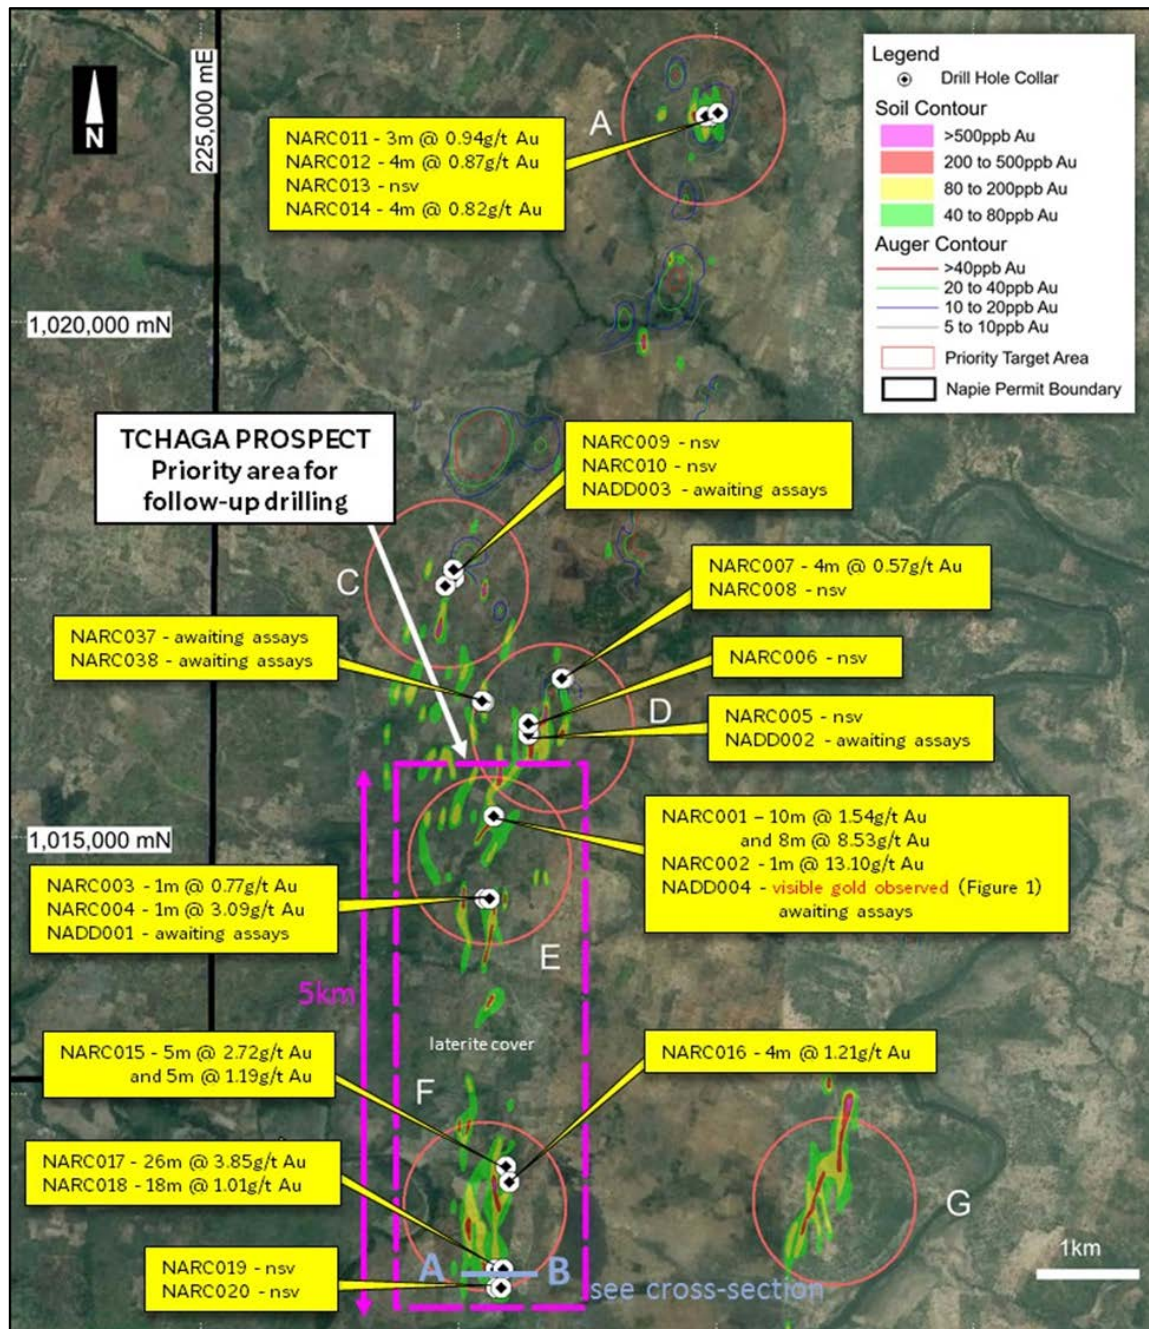 Legend
Drill Hole Collar
Soil Contour
>500ppb Au
200 to 500ppb Au
80 to 200ppb Au
40 to 80ppb Au
Auger Contour
>40ppb Au
20 to 40ppb Au
10 to 20ppb Au
5 to 10ppb Au
Priority Target Area
Napie Permit Boundary
N
225,000 mE
A
NARC011 - 3m @ 0.94g/t Au
NARC012 - 4m @ 0.87g/t Au
NARC013 - nsv
NARC014 - 4m @ 0.82g/t Au
1,020,000 mN
TCHAGA PROSPECT
Priority area for
follow-up drilling
NARC009 - nsv
NARC010 - nsv
NADD003 - awaiting assays
C
NARC007 - 4m @ 0.57g/t Au
NARC008 - nsv
NARC037 - awaiting assays
NARC038 - awaiting assays
NARC006 - nsv
D
NARC005 - nsv
NADD002 - awaiting assays
1,015,000 mN
NARC001 – 10m @ 1.54g/t Au
and 8m @ 8.53g/t Au
NARC002 - 1m @ 13.10g/t Au
NADD004 - visible gold observed (Figure 1)
awaiting assays
NARC003 - 1m @ 0.77g/t Au
NARC004 - 1m @ 3.09g/t Au
NADD001 - awaiting assays
E
5km
laterite cover
NARC015 - 5m @ 2.72g/t Au
and 5m @ 1.19g/t Au
NARC016 - 4m @ 1.21g/t Au
F
NARC017 - 26m @ 3.85g/t Au
NARC018 - 18m @ 1.01g/t Au
G
NARC019 - nsv
NARC020 - nsv
A
B
see cross-section
1km